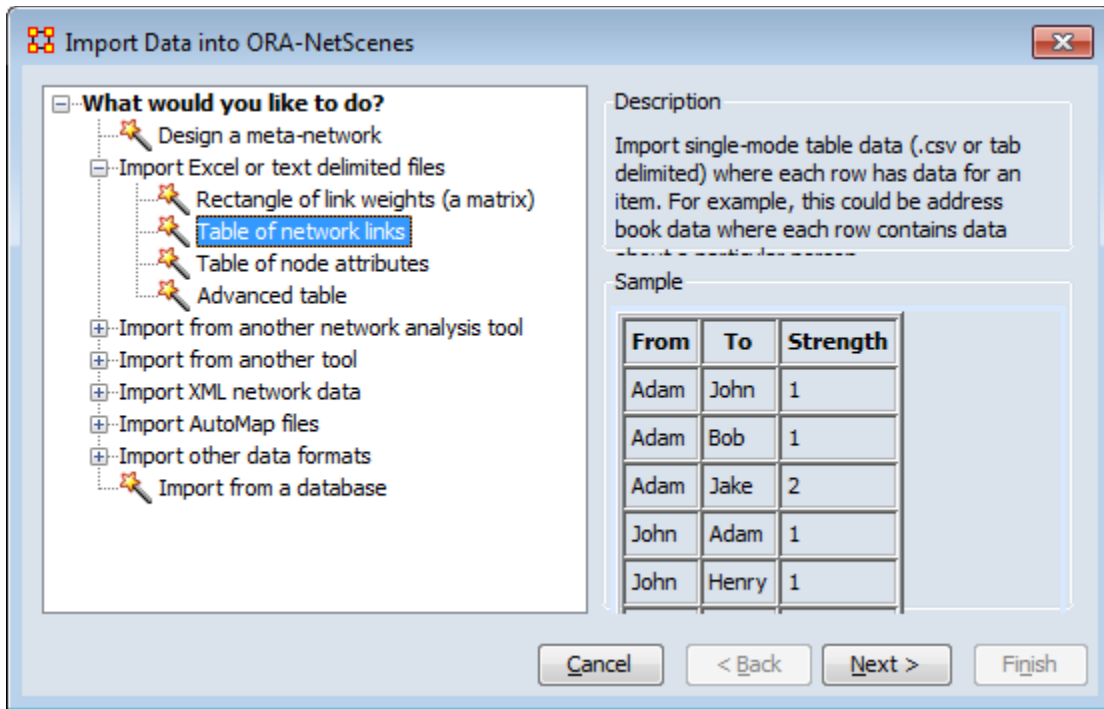 Import Data into ORA-NetScenes
What would you like to do?
Design a meta-network
Import Excel or text delimited files
Rectangle of link weights (a matrix)
Table of network links
Table of node attributes
Advanced table
Import from another network analysis tool
Import from another tool
Import XML network data
Import AutoMap files
Import other data formats
Import from a database
Description
Import single-mode table data (.csv or tab
delimited) where each row has data for an
item. For example, this could be address
book data where each row contains data
about a particular person
Sample
From To Strength
Adam John 1
Adam Bob 1
Adam Jake 2
John Adam 1
John Henry 1
Cancel < Back Next > Finish